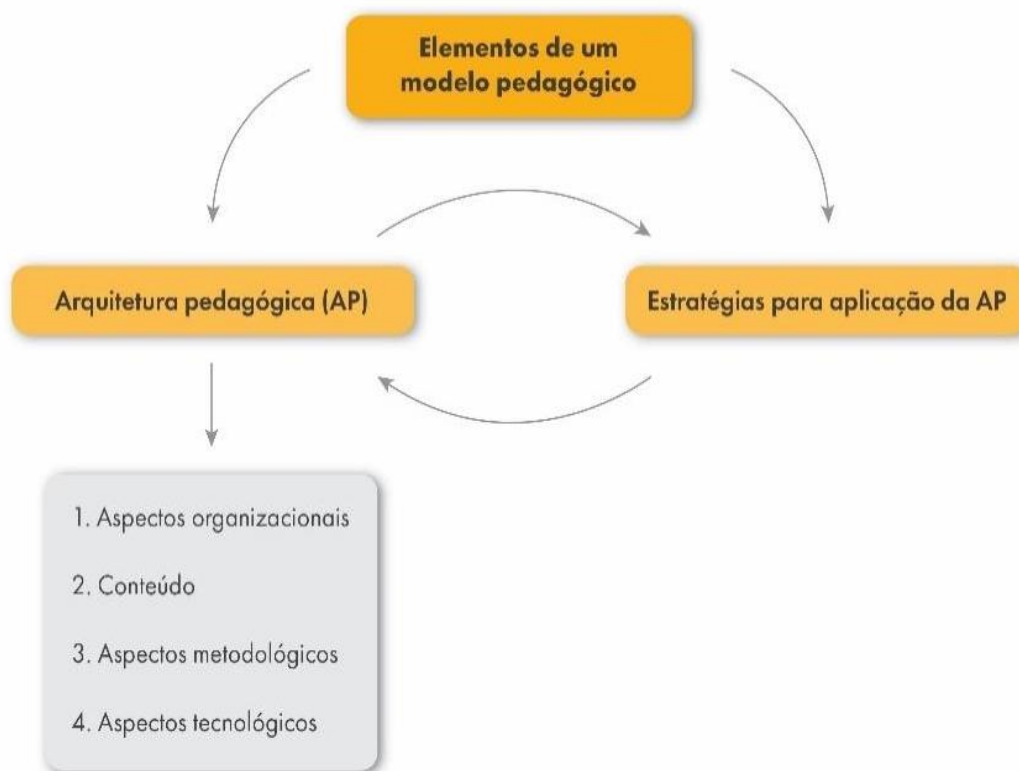 Elementos de um
modelo pedagógico
Arquitetura pedagógica (AP)
Estratégias para aplicação da AP
1. Aspectos organizacionais
2. Conteúdo
3. Aspectos metodológicos
4. Aspectos tecnológicos